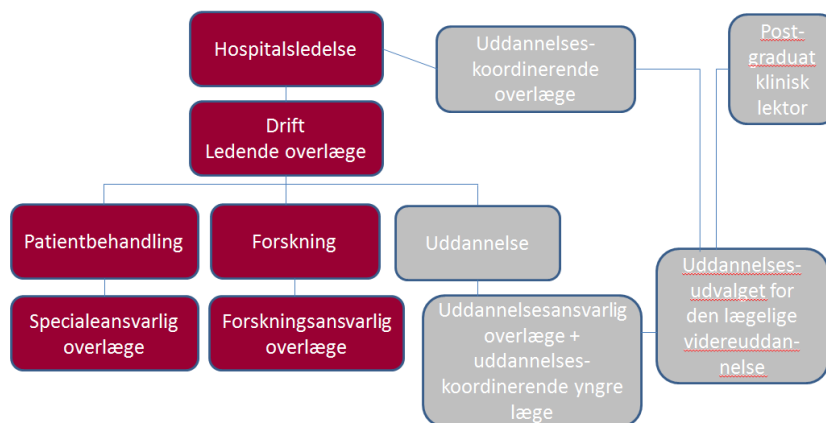 Hospitalsledelse
Uddannelses-
koordinerende
overlæge
Post-
graduat
klinisk
lektor
Drift
Ledende overlæge
Patientbehandling
Forskning
Uddannelse
Uddannelses-
udvalget for
den lægelige
videreuddan-
nelse
Specialeansvarlig
overlæge
Forskningsansvarlig
overlæge
Uddannelsesansvarlig
overlæge +
uddannelses-
koordinerende yngre
læge